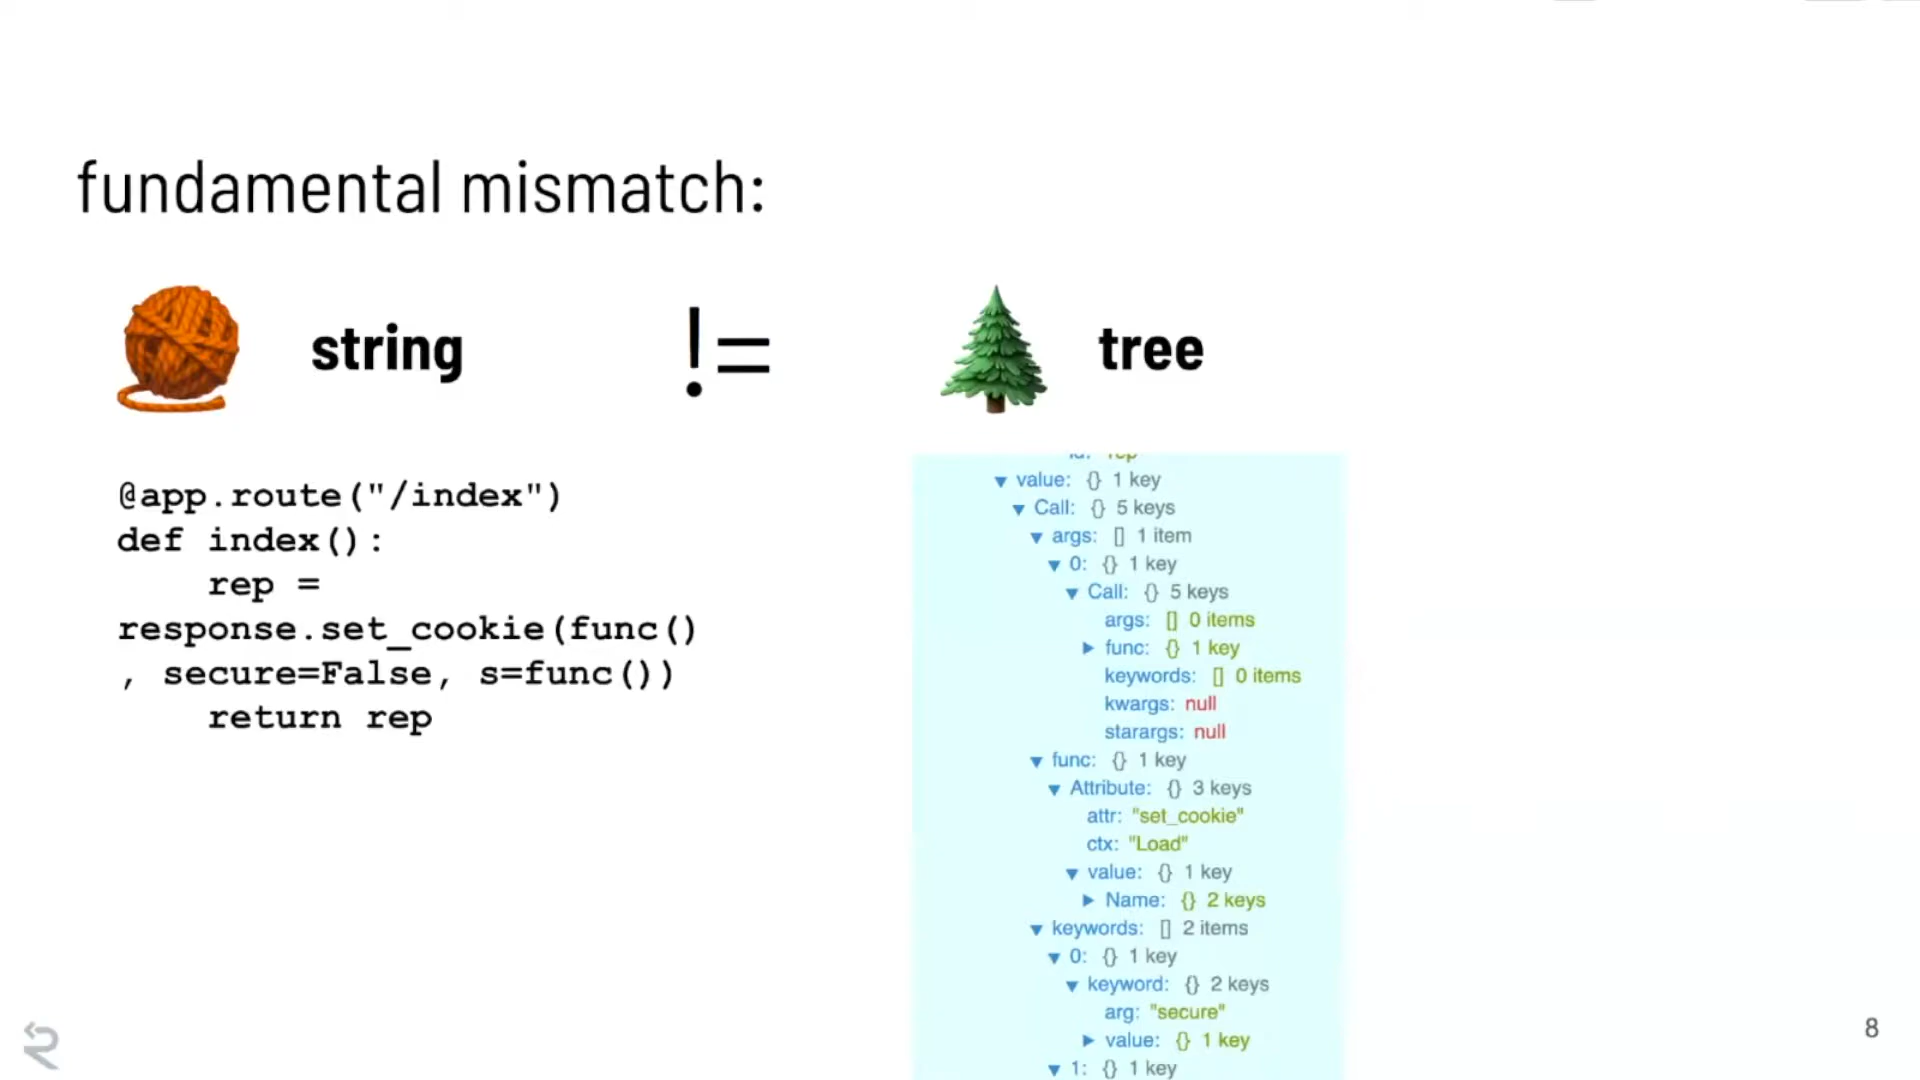 fundamental mismatch:
string != tree
@app.route("/index")
def index():
    rep =
response.set_cookie(func()
, secure=False, s=func())
    return rep
id: "rep"
▼ value: {} 1 key
▼ Call: {} 5 keys
▼ args: [] 1 item
▼ 0: {} 1 key
▼ Call: {} 5 keys
args: [] 0 items
▶ func: {} 1 key
keywords: [] 0 items
kwargs: null
starargs: null
▼ func: {} 1 key
▼ Attribute: {} 3 keys
attr: "set_cookie"
ctx: "Load"
▼ value: {} 1 key
▶ Name: {} 2 keys
▼ keywords: [] 2 items
▼ 0: {} 1 key
▼ keyword: {} 2 keys
arg: "secure"
▶ value: {} 1 key
▼ 1: {} 1 key
8